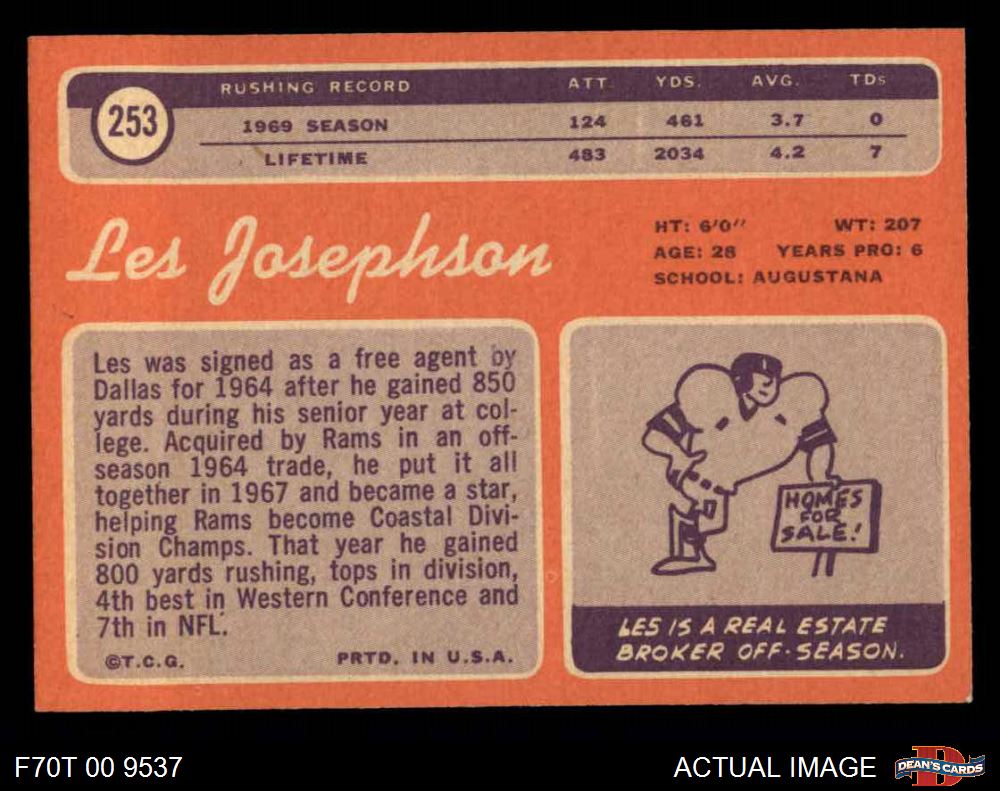 RUSHING RECORD ATT. YDS. AVG. TDs
253
1969 SEASON 124 461 3.7 0
LIFETIME 483 2034 4.2 7
Les Josephson
HT: 6'0" WT: 207
AGE: 28 YEARS PRO: 6
SCHOOL: AUGUSTANA
Les was signed as a free agent by
Dallas for 1964 after he gained 850
yards during his senior year at col-
lege. Acquired by Rams in an off-
season 1964 trade, he put it all
together in 1967 and became a star,
helping Rams become Coastal Divi-
sion Champs. That year he gained
800 yards rushing, tops in division,
4th best in Western Conference and
7th in NFL.
©T.C.G. PRTD. IN U.S.A.
HOMES
FOR
SALE!
LES IS A REAL ESTATE
BROKER OFF-SEASON.
F70T 00 9537
ACTUAL IMAGE
DEAN'S CARDS